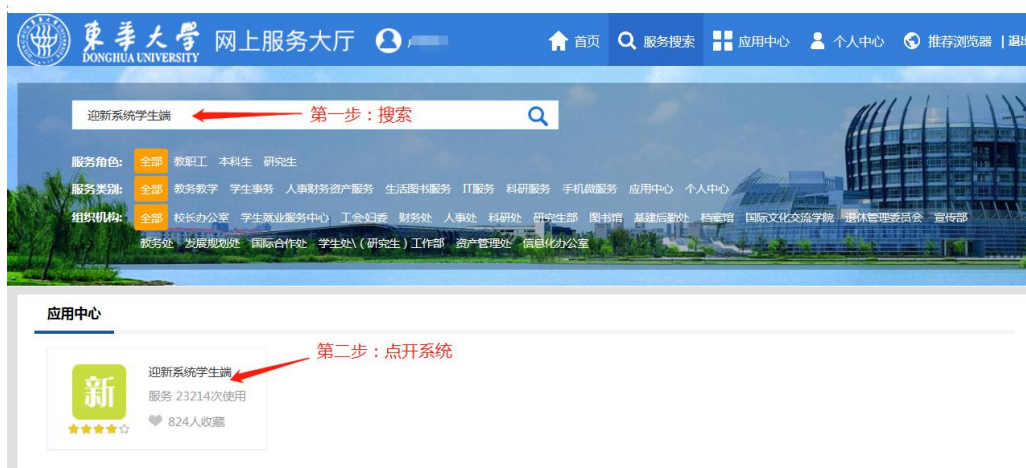 東華大學 网上服务大厅 首页 服务搜索 应用中心 个人中心 推荐浏览器 |
DONGHUA UNIVERSITY
迎新系统学生端 第一步：搜索
服务角色: 全部 教职工 本科生 研究生
服务类别: 全部 教务教学 学生事务 人事财务资产服务 生活图书服务 IT服务 科研服务 手机微服务 应用中心 个人中心
组织机构: 全部 校长办公室 学生就业服务中心 工会妇委 财务处 人事处 科研处 研究生部 图书馆 基建后勤处 档案馆 国际文化交流学院 退休管理委员会 宣传部
教务处 发展规划处 国际合作处 学生处\(研究生)工作部 资产管理处 信息化办公室
应用中心
第二步：点开系统
新
迎新系统学生端
服务 23214次使用
824人收藏